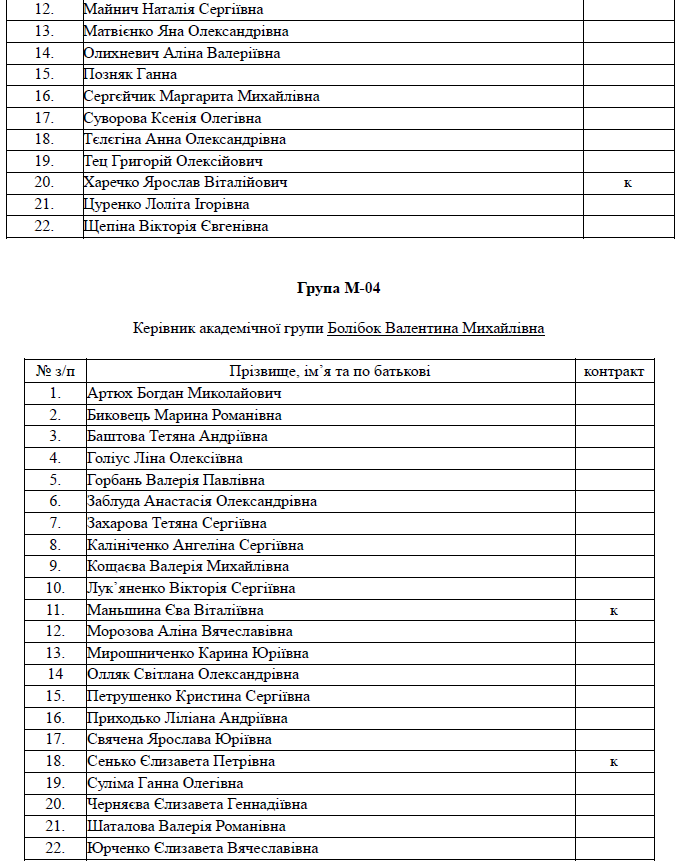 12. Майнич Наталія Сергіївна
13. Матвієнко Яна Олександрівна
14. Олихневич Аліна Валеріївна
15. Позняк Ганна
16. Сергєйчик Маргарита Михайлівна
17. Суворова Ксенія Олегівна
18. Тєлєгіна Анна Олександрівна
19. Тец Григорій Олексійович
20. Харечко Ярослав Віталійович к
21. Цуренко Лоліта Ігорівна
22. Щепіна Вікторія Євгенівна
Група М-04
Керівник академічної групи Болібок Валентина Михайлівна
№ з/п Прізвище, ім’я та по батькові контракт
1. Артюх Богдан Миколайович
2. Биковець Марина Романівна
3. Баштова Тетяна Андріївна
4. Голіус Ліна Олексіївна
5. Горбань Валерія Павлівна
6. Заблуда Анастасія Олександрівна
7. Захарова Тетяна Сергіївна
8. Калініченко Ангеліна Сергіївна
9. Кощаєва Валерія Михайлівна
10. Лук’яненко Вікторія Сергіївна
11. Маньшина Єва Віталіївна к
12. Морозова Аліна Вячеславівна
13. Мирошниченко Карина Юріївна
14 Олляк Світлана Олександрівна
15. Петрушенко Кристина Сергіївна
16. Приходько Ліліана Андріївна
17. Свячена Ярослава Юріївна
18. Сенько Єлизавета Петрівна к
19. Суліма Ганна Олегівна
20. Черняєва Єлизавета Геннадіївна
21. Шаталова Валерія Романівна
22. Юрченко Єлизавета Вячеславівна